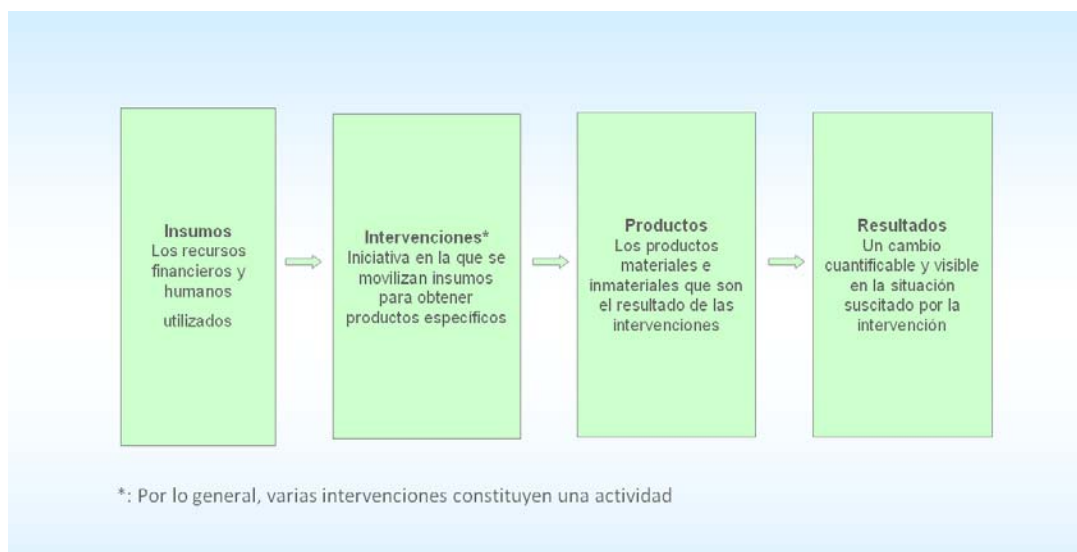 Insumos
Los recursos
financieros y
humanos
utilizados
Intervenciones*
Iniciativa en la que se
movilizan insumos
para obtener
productos específicos
Productos
Los productos
materiales e
inmateriales que son
el resultado de las
intervenciones
Resultados
Un cambio
cuantificable y visible
en la situación
suscitado por la
intervención
*: Por lo general, varias intervenciones constituyen una actividad